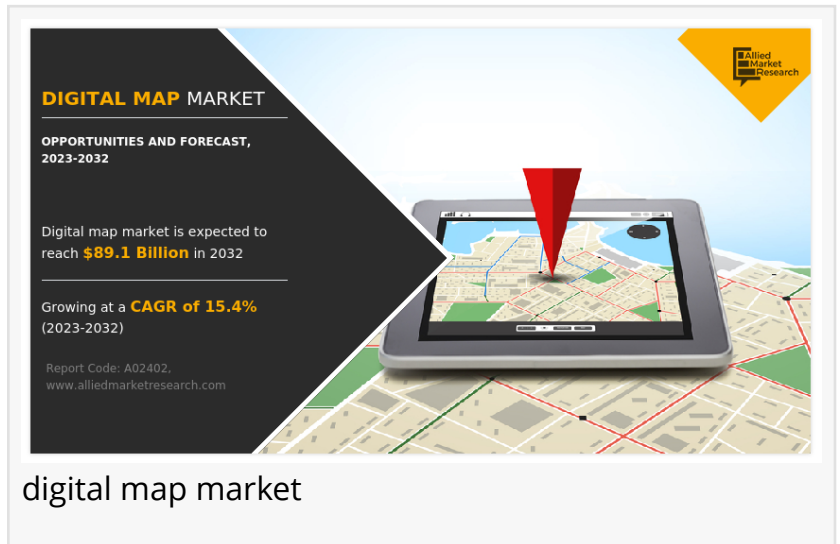 DIGITAL MAP MARKET
OPPORTUNITIES AND FORECAST,
2023-2032
Digital map market is expected to
reach $89.1 Billion in 2032
Growing at a CAGR of 15.4%
(2023-2032)
Report Code: A02402,
www.alliedmarketresearch.com
Allied
Market
Research
digital map market